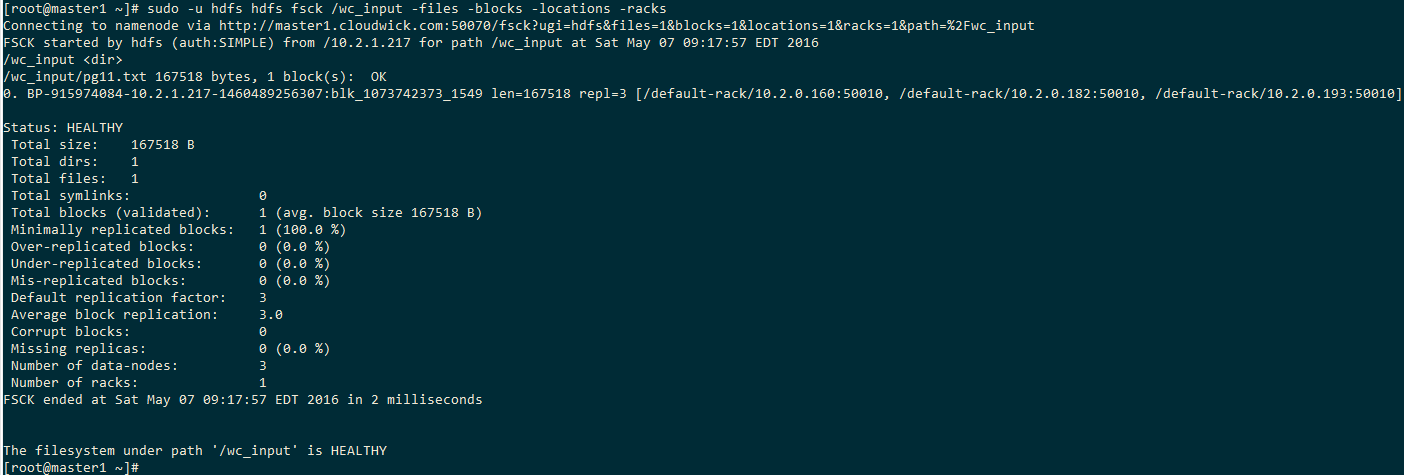 [root@master1 ~]# sudo -u hdfs hdfs fsck /wc_input -files -blocks -locations -racks
Connecting to namenode via http://master1.cloudwick.com:50070/fsck?ugi=hdfs&files=1&blocks=1&locations=1&racks=1&path=%2Fwc_input
FSCK started by hdfs (auth:SIMPLE) from /10.2.1.217 for path /wc_input at Sat May 07 09:17:57 EDT 2016
/wc_input <dir>
/wc_input/pg11.txt 167518 bytes, 1 block(s):  OK
0. BP-915974084-10.2.1.217-1460489256307:blk_1073742373_1549 len=167518 repl=3 [/default-rack/10.2.0.160:50010, /default-rack/10.2.0.182:50010, /default-rack/10.2.0.193:50010]
Status: HEALTHY
Total size:    167518 B
Total dirs:    1
Total files:   1
Total symlinks:                0
Total blocks (validated):      1 (avg. block size 167518 B)
Minimally replicated blocks:   1 (100.0 %)
Over-replicated blocks:        0 (0.0 %)
Under-replicated blocks:       0 (0.0 %)
Mis-replicated blocks:         0 (0.0 %)
Default replication factor:    3
Average block replication:     3.0
Corrupt blocks:                0
Missing replicas:              0 (0.0 %)
Number of data-nodes:          3
Number of racks:               1
FSCK ended at Sat May 07 09:17:57 EDT 2016 in 2 milliseconds
The filesystem under path '/wc_input' is HEALTHY
[root@master1 ~]#